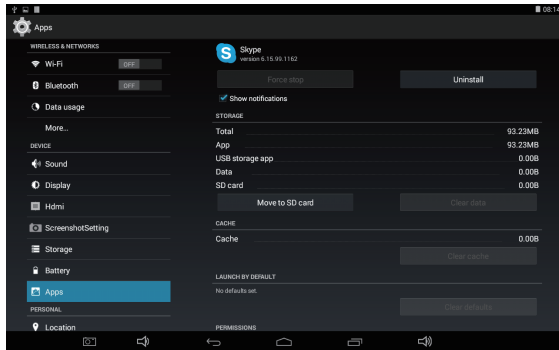 08:14
Apps
WIRELESS & NETWORKS
Wi-Fi OFF
Bluetooth OFF
Data usage
More...
DEVICE
Sound
Display
Hdmi
ScreenshotSetting
Storage
Battery
Apps
PERSONAL
Location
Skype
version 6.15.99.1162
Force stop
Uninstall
Show notifications
STORAGE
Total 93.23MB
App 93.23MB
USB storage app 0.00B
Data 0.00B
SD card 0.00B
Move to SD card
Clear data
CACHE
Cache 0.00B
Clear cache
LAUNCH BY DEFAULT
No defaults set.
Clear defaults
PERMISSIONS